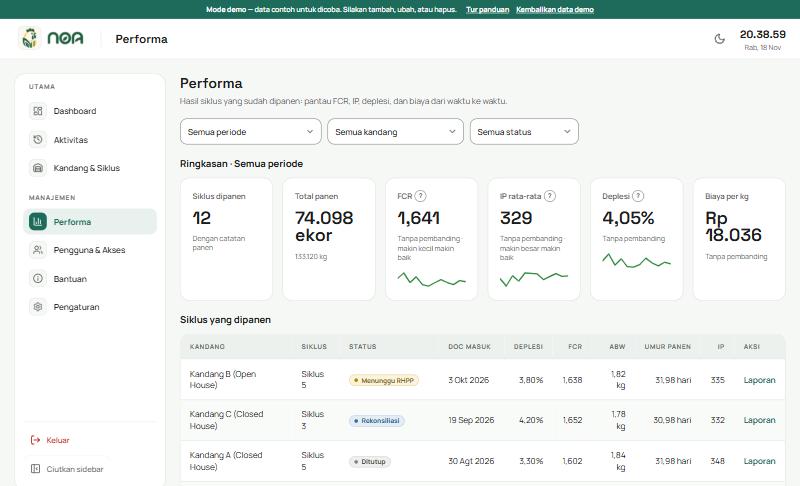 Mode demo — data contoh untuk dicoba. Silakan tambah, ubah, atau hapus. Tur panduan Kembalikan data demo
NOA
Performa
20.38.59
Rab, 18 Nov
UTAMA
Dashboard
Aktivitas
Kandang & Siklus
MANAJEMEN
Performa
Pengguna & Akses
Bantuan
Pengaturan
Keluar
Ciutkan sidebar
Performa
Hasil siklus yang sudah dipanen: pantau FCR, IP, deplesi, dan biaya dari waktu ke waktu.
Semua periode
Semua kandang
Semua status
Ringkasan · Semua periode
Siklus dipanen
12
Dengan catatan
panen
Total panen
74.098
ekor
133.120 kg
FCR ?
1,641
Tanpa pembanding
makin kecil makin
baik
IP rata-rata ?
329
Tanpa pembanding
makin besar makin
baik
Deplesi ?
4,05%
Tanpa pembanding
Biaya per kg
Rp
18.036
Tanpa pembanding
Siklus yang dipanen
KANDANG SIKLUS STATUS DOC MASUK DEPLESI FCR ABW UMUR PANEN IP AKSI
Kandang B (Open
House)
Siklus
5
Menunggu RHPP
3 Okt 2026
3,80%
1,638
1,82
kg
31,98 hari
335
Laporan
Kandang C (Closed
House)
Siklus
3
Rekonsiliasi
19 Sep 2026
4,20%
1,652
1,78
kg
30,98 hari
332
Laporan
Kandang A (Closed
House)
Siklus
5
Ditutup
30 Agt 2026
3,30%
1,602
1,84
kg
31,98 hari
348
Laporan